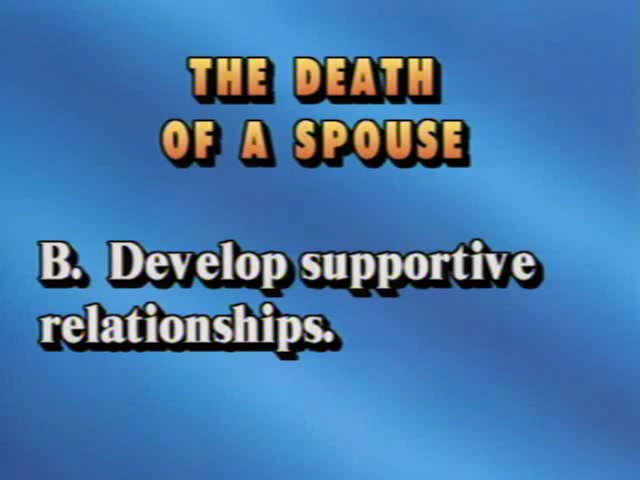 THE DEATH
OF A SPOUSE
B. Develop supportive
relationships.